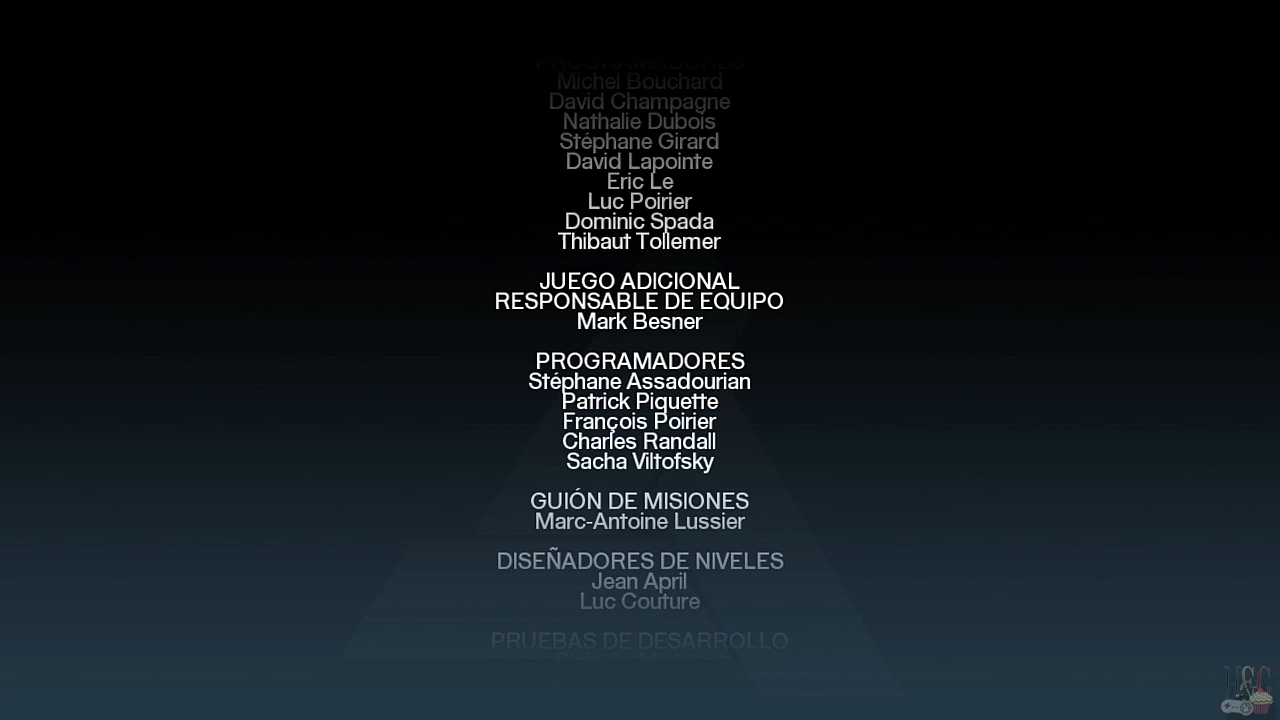 PROGRAMADORES
Michel Bouchard
David Champagne
Nathalie Dubois
Stéphane Girard
David Lapointe
Eric Le
Luc Poirier
Dominic Spada
Thibaut Tollemer
JUEGO ADICIONAL
RESPONSABLE DE EQUIPO
Mark Besner
PROGRAMADORES
Stéphane Assadourian
Patrick Piquette
François Poirier
Charles Randall
Sacha Viltofsky
GUIÓN DE MISIONES
Marc-Antoine Lussier
DISEÑADORES DE NIVELES
Jean April
Luc Couture
PRUEBAS DE DESARROLLO
H&C